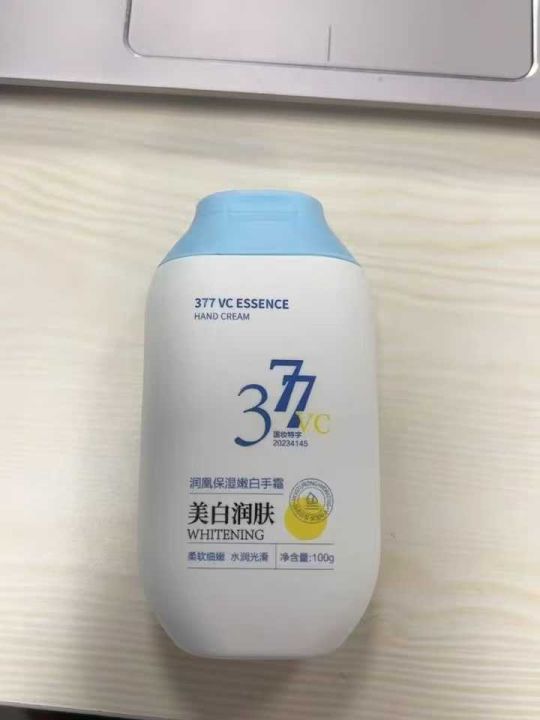 377 VC ESSENCE
HAND CREAM
377
VC
国妆特字
20234145
润凰保湿嫩白手霜
美白润肤
WHITENING
柔软细嫩 水润光滑 净含量:100g